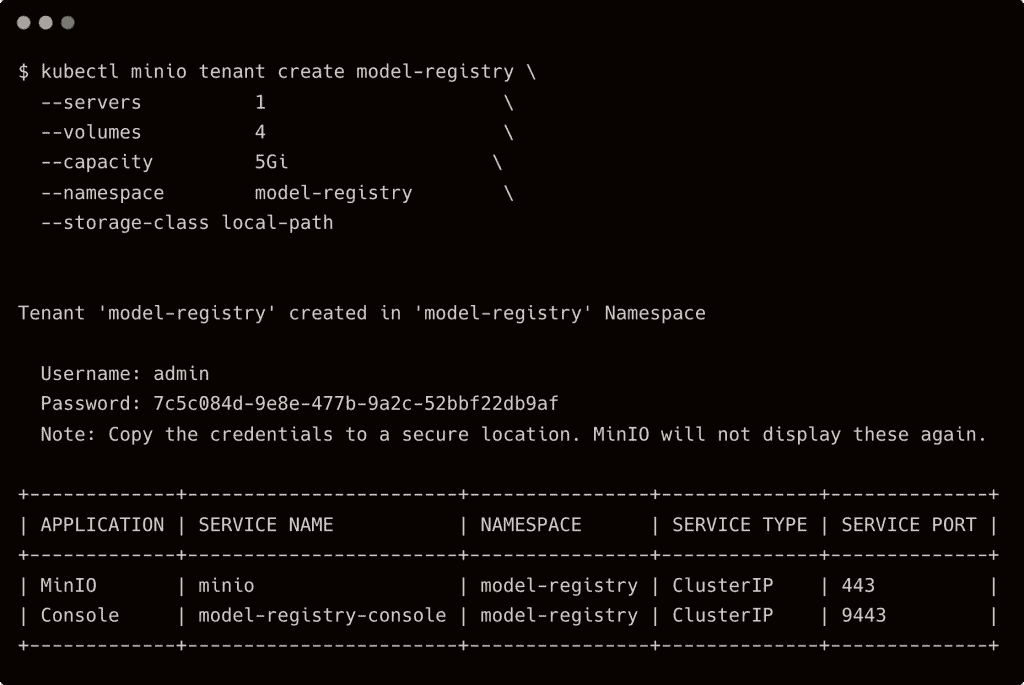 $ kubectl minio tenant create model-registry \
  --servers          1                     \
  --volumes          4                     \
  --capacity         5Gi                  \
  --namespace        model-registry        \
  --storage-class local-path
Tenant 'model-registry' created in 'model-registry' Namespace
  Username: admin
  Password: 7c5c084d-9e8e-477b-9a2c-52bbf22db9af
  Note: Copy the credentials to a secure location. MinIO will not display these again.
+-------------+------------------------+----------------+--------------+--------------+
| APPLICATION | SERVICE NAME           | NAMESPACE      | SERVICE TYPE | SERVICE PORT |
+-------------+------------------------+----------------+--------------+--------------+
| MinIO       | minio                  | model-registry | ClusterIP    | 443          |
| Console     | model-registry-console | model-registry | ClusterIP    | 9443         |
+-------------+------------------------+----------------+--------------+--------------+